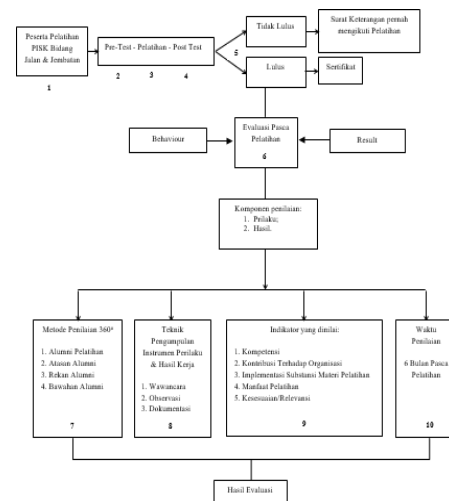 Peserta Pelatihan
PISK Bidang
Jalan & Jembatan
1
Pre-Test - Pelatihan - Post Test
2 3 4
5
Tidak Lulus
Surat Keterangan pernah
mengikuti Pelatihan
Lulus
Sertifikat
Behaviour
Evaluasi Pasca
Pelatihan
6
Result
Komponen penilaian:
1. Prilaku;
2. Hasil.
Metode Penilaian 360°
1. Alumni Pelatihan
2. Atasan Alumni
3. Rekan Alumni
4. Bawahan Alumni
7
Teknik
Pengumpulan
Instrumen Perilaku
& Hasil Kerja
1. Wawancara
2. Observasi
3. Dokumentasi
8
Indikator yang dinilai:
1. Kompetensi
2. Kontribusi Terhadap Organisasi
3. Implementasi Substansi Materi Pelatihan
4. Manfaat Pelatihan
5. Kesesuaian/Relevansi
9
Waktu
Penilaian
6 Bulan Pasca
Pelatihan
10
Hasil Evaluasi